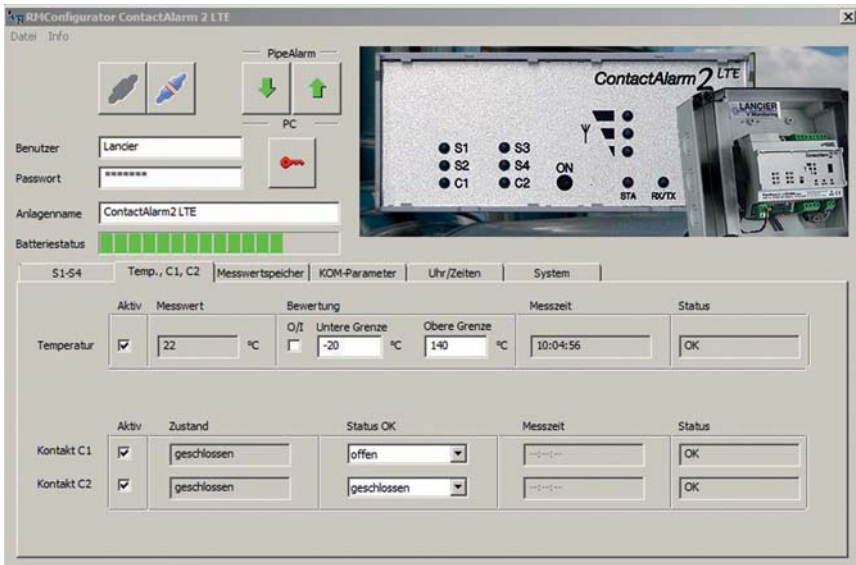 RMConfigurator ContactAlarm 2 LTE
Datei Info
PipeAlarm
PC
Benutzer
Lancier
Passwort
*******
Anlagenname
ContactAlarm2 LTE
Batteriestatus
ContactAlarm 2 LTE
S1 S3
S2 S4
C1 C2
ON
STA RX/TX
LANCIER
Monitoring
S1-S4
Temp., C1, C2
Messwertspeicher
KOM-Parameter
Uhr/Zeiten
System
Aktiv Messwert Bewertung Messzeit Status
O/I Untere Grenze Obere Grenze
Temperatur 22 °C -20 °C 140 °C 10:04:56 OK
Aktiv Zustand Status OK Messzeit Status
Kontakt C1 geschlossen offen --:--:-- OK
Kontakt C2 geschlossen geschlossen --:--:-- OK